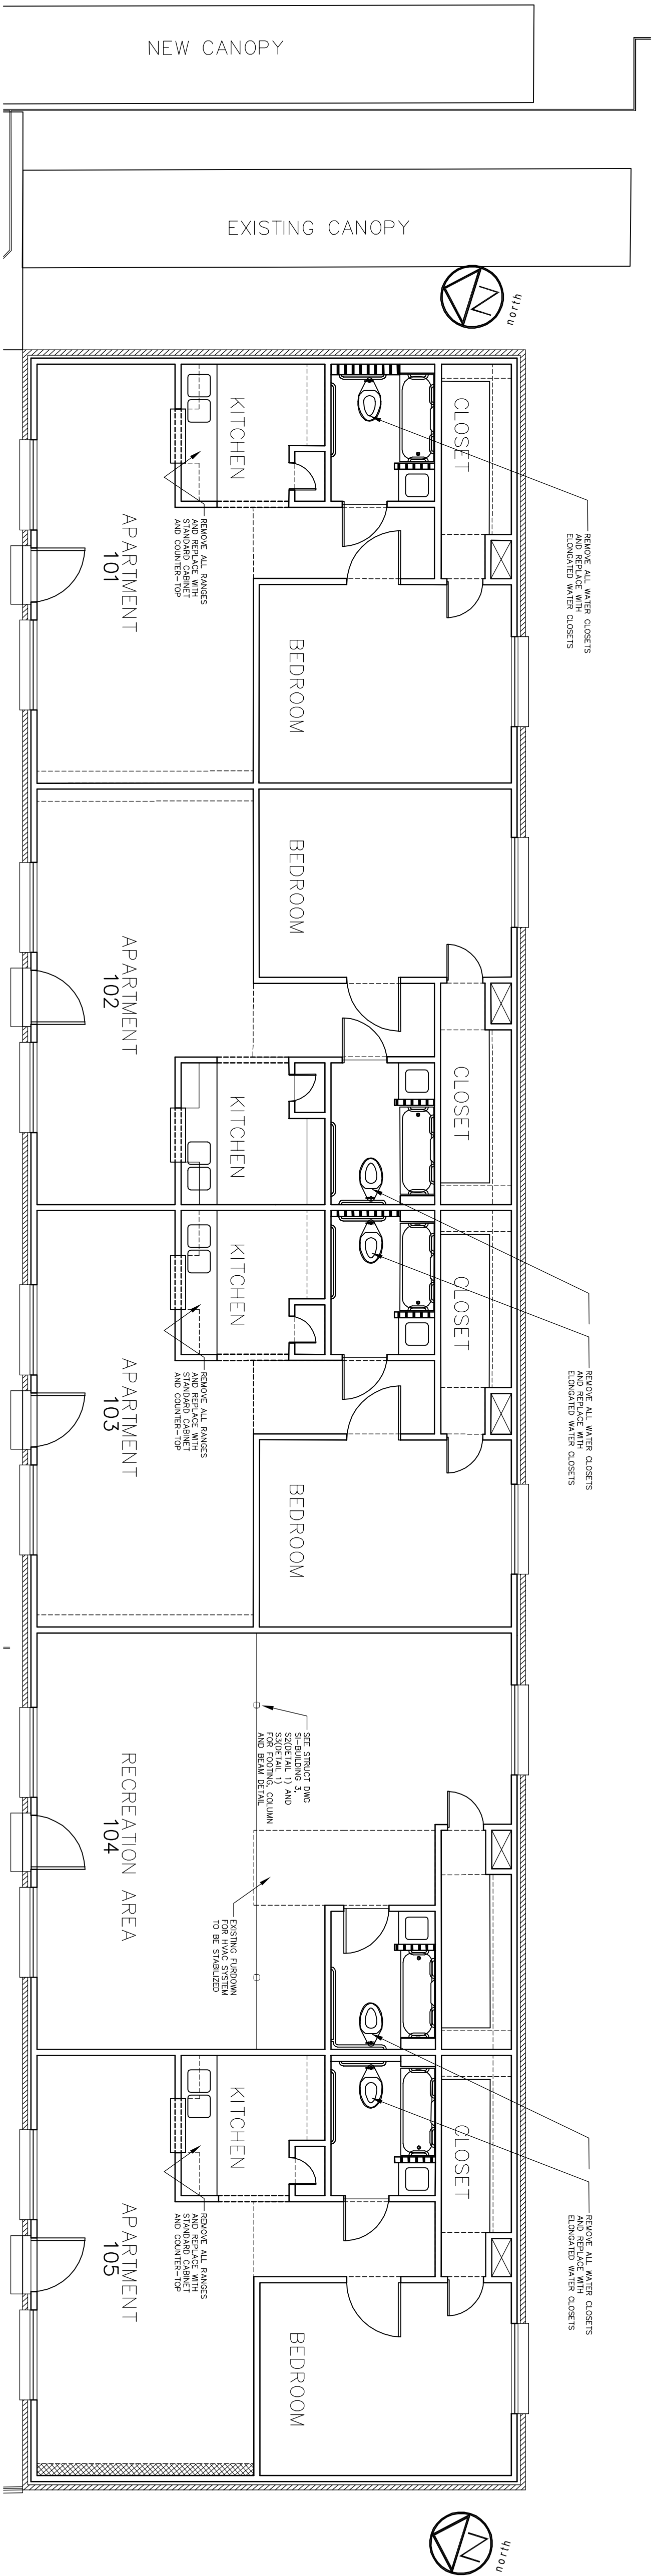 NEW CANOPY
EXISTING CANOPY
N
north
CLOSET
KITCHEN
REMOVE ALL WATER CLOSETS
AND REPLACE WITH
ELONGATED WATER CLOSETS
REMOVE ALL RANGES
AND REPLACE WITH
STANDARD CABINET
AND COUNTER-TOP
APARTMENT
101
BEDROOM
BEDROOM
APARTMENT
102
CLOSET
KITCHEN
CLOSET
KITCHEN
REMOVE ALL WATER CLOSETS
AND REPLACE WITH
ELONGATED WATER CLOSETS
REMOVE ALL RANGES
AND REPLACE WITH
STANDARD CABINET
AND COUNTER-TOP
APARTMENT
103
BEDROOM
SEE STRUCT DWG
SI-BUILDING 3,
S2(DETAIL 1) AND
S3(DETAIL 1)
FOR FOOTING, COLUMN
AND BEAM DETAIL
RECREATION AREA
104
EXISTING FURDOWN
FOR HVAC SYSTEM
TO BE STABILIZED
CLOSET
KITCHEN
REMOVE ALL WATER CLOSETS
AND REPLACE WITH
ELONGATED WATER CLOSETS
REMOVE ALL RANGES
AND REPLACE WITH
STANDARD CABINET
AND COUNTER-TOP
APARTMENT
105
BEDROOM
N
north